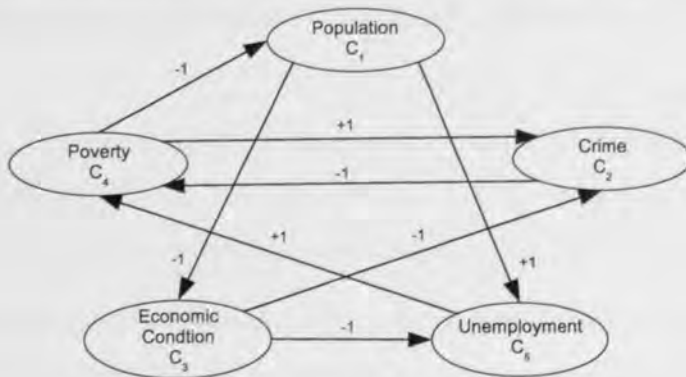 Population
C₁
-1
+1
Poverty
C₄
Crime
C₂
-1
+1
-1
-1
+1
Economic
Condtion
C₃
-1
Unemployment
C₅